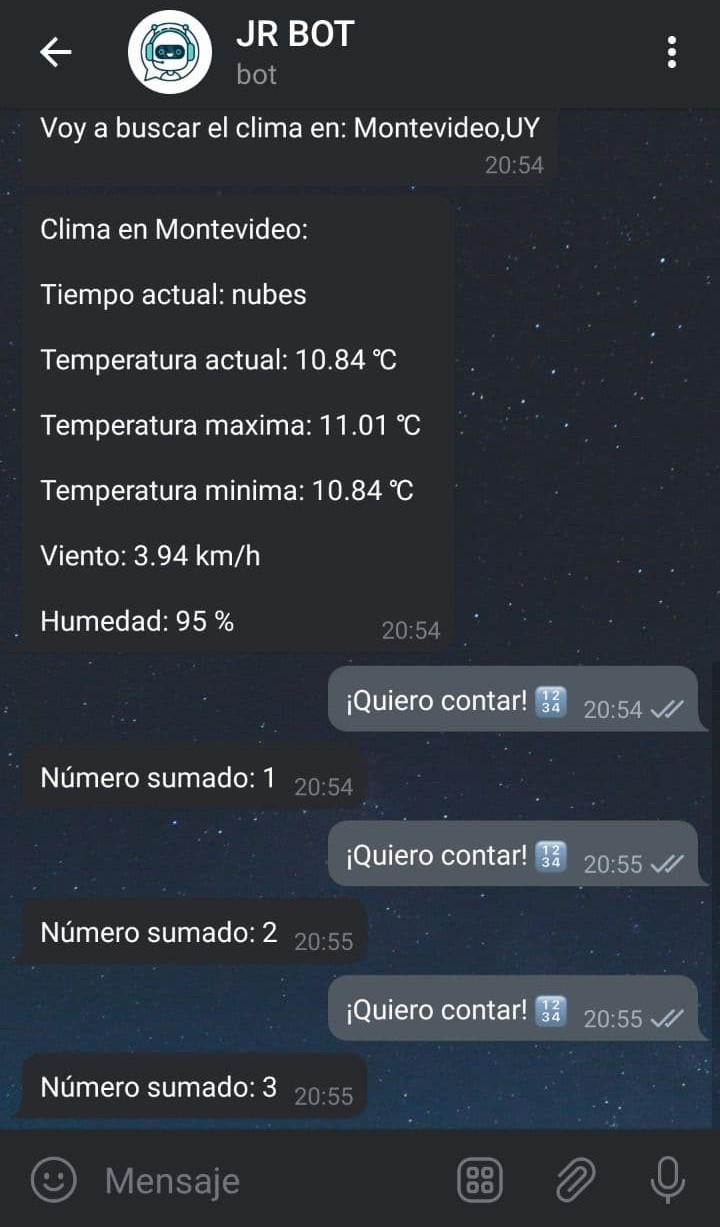 JR BOT
bot
Voy a buscar el clima en: Montevideo,UY
20:54
Clima en Montevideo:
Tiempo actual: nubes
Temperatura actual: 10.84 ℃
Temperatura maxima: 11.01 ℃
Temperatura minima: 10.84 ℃
Viento: 3.94 km/h
Humedad: 95 % 20:54
¡Quiero contar! 🔢 20:54
Número sumado: 1 20:54
¡Quiero contar! 🔢 20:55
Número sumado: 2 20:55
¡Quiero contar! 🔢 20:55
Número sumado: 3 20:55
Mensaje